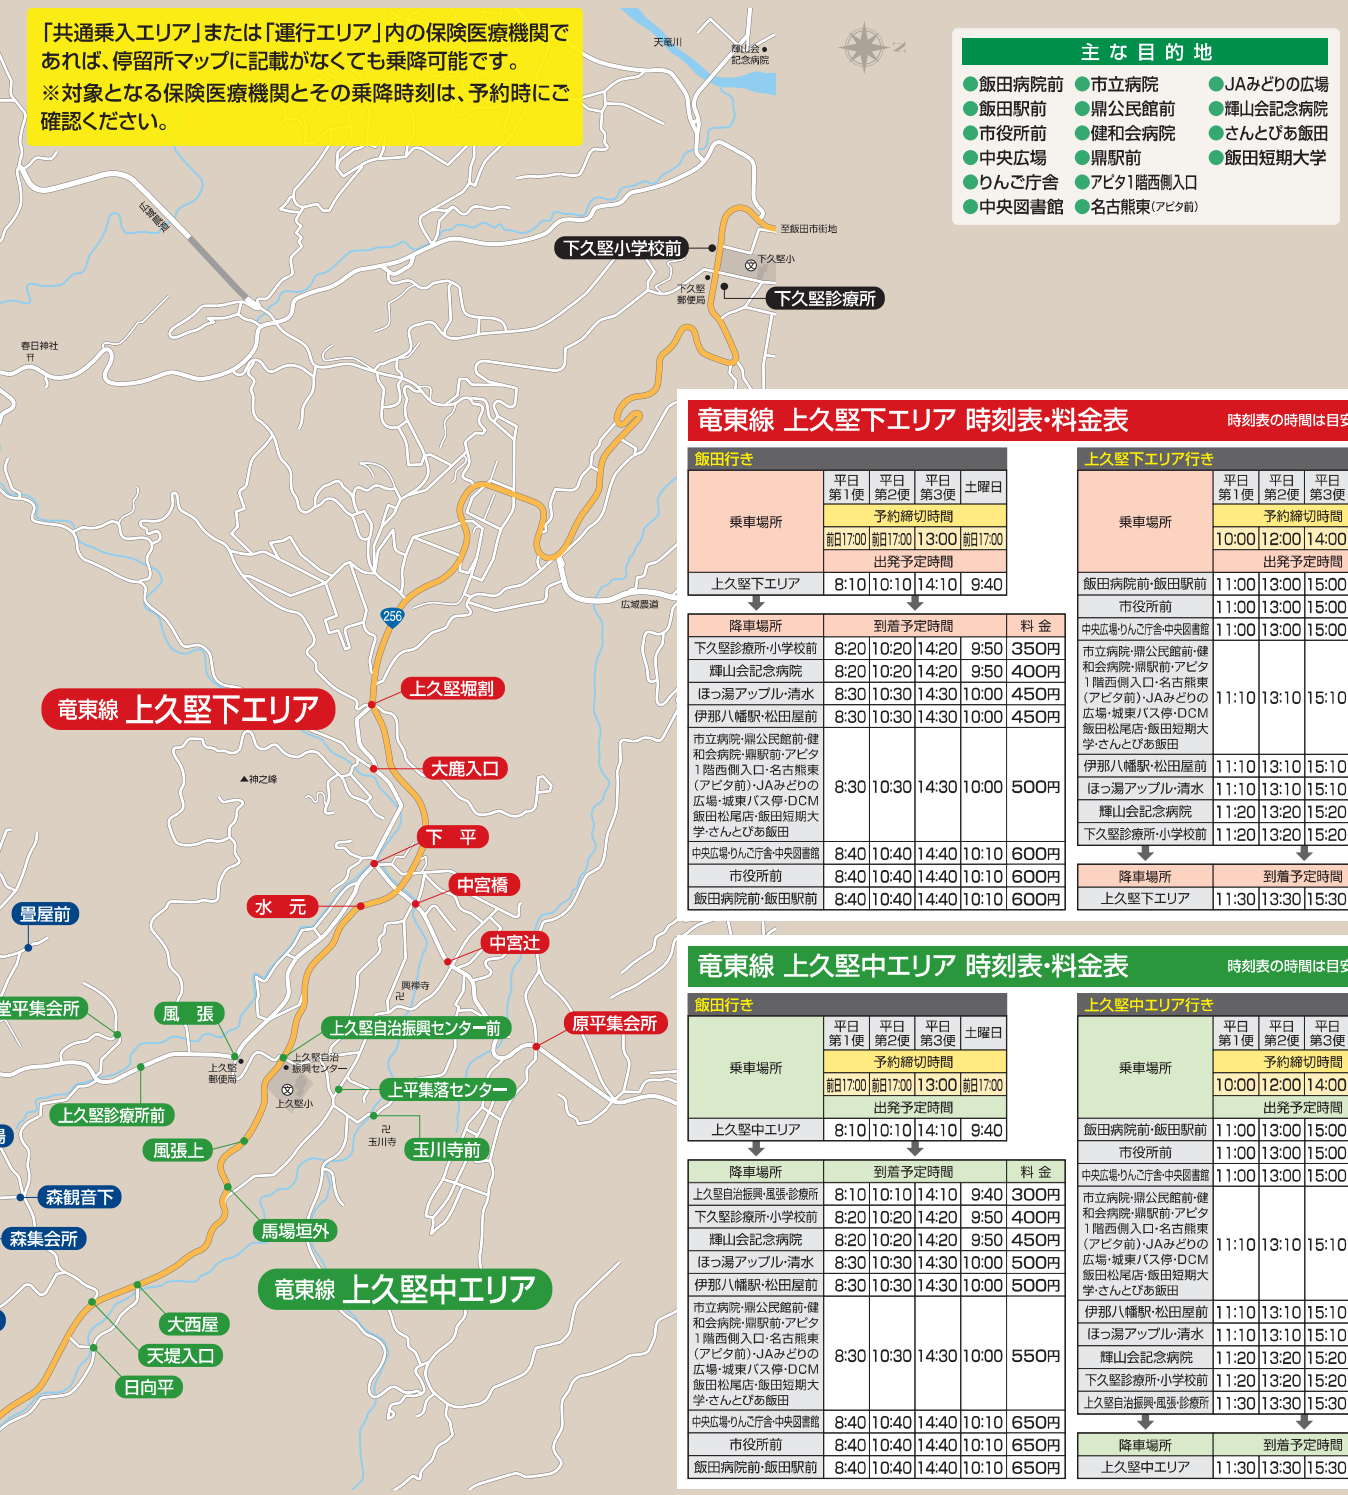 「共通乗入エリア」または「運行エリア」内の保険医療機関で
あれば、停留所マップに記載がなくても乗降可能です。
※対象となる保険医療機関とその乗降時刻は、予約時にご
確認ください。
天竜川
輝山会
記念病院
主な目的地
●飯田病院前 ●市立病院 ●JAみどりの広場
●飯田駅前 ●鼎公民館前 ●輝山会記念病院
●市役所前 ●健和会病院 ●さんとぴあ飯田
●中央広場 ●鼎駅前 ●飯田短期大学
●りんご庁舎 ●アピタ1階西側入口
●中央図書館 ●名古熊東(アピタ前)
広域農道
至飯田市街地
下久堅小学校前
下久堅小
下久堅
郵便局
下久堅診療所
春日神社
広域農道
256
竜東線 上久堅下エリア
上久堅堀割
大鹿入口
神之峰
下 平
中宮橋
水 元
畳屋前
中宮辻
興禅寺
堂平集会所
風 張
上久堅自治振興センター前
原平集会所
上久堅自治
振興センター
上久堅
郵便局
上久堅小
上平集落センター
上久堅診療所前
玉川寺
玉川寺前
風張上
森観音下
馬場垣外
森集会所
竜東線 上久堅中エリア
大西屋
天堤入口
日向平
竜東線 上久堅下エリア 時刻表・料金表 時刻表の時間は目安
飯田行き
乗車場所 平日第1便 平日第2便 平日第3便 土曜日
予約締切時間
前日17:00 前日17:00 13:00 前日17:00
出発予定時間
上久堅下エリア 8:10 10:10 14:10 9:40
降車場所 到着予定時間 料金
下久堅診療所・小学校前 8:20 10:20 14:20 9:50 350円
輝山会記念病院 8:20 10:20 14:20 9:50 400円
ほっ湯アップル・清水 8:30 10:30 14:30 10:00 450円
伊那八幡駅・松田屋前 8:30 10:30 14:30 10:00 450円
市立病院・鼎公民館前・健
和会病院・鼎駅前・アピタ
1階西側入口・名古熊東
(アピタ前)・JAみどりの
広場・城東バス停・DCM
飯田松尾店・飯田短期大
学・さんとぴあ飯田
8:30 10:30 14:30 10:00 500円
中央広場・りんご庁舎・中央図書館 8:40 10:40 14:40 10:10 600円
市役所前 8:40 10:40 14:40 10:10 600円
飯田病院前・飯田駅前 8:40 10:40 14:40 10:10 600円
上久堅下エリア行き
乗車場所 平日第1便 平日第2便 平日第3便
予約締切時間
10:00 12:00 14:00
出発予定時間
飯田病院前・飯田駅前 11:00 13:00 15:00
市役所前 11:00 13:00 15:00
中央広場・りんご庁舎・中央図書館 11:00 13:00 15:00
市立病院・鼎公民館前・健
和会病院・鼎駅前・アピタ
1階西側入口・名古熊東
(アピタ前)・JAみどりの
広場・城東バス停・DCM
飯田松尾店・飯田短期大
学・さんとぴあ飯田
11:10 13:10 15:10
伊那八幡駅・松田屋前 11:10 13:10 15:10
ほっ湯アップル・清水 11:10 13:10 15:10
輝山会記念病院 11:20 13:20 15:20
下久堅診療所・小学校前 11:20 13:20 15:20
降車場所 到着予定時間
上久堅下エリア 11:30 13:30 15:30
竜東線 上久堅中エリア 時刻表・料金表 時刻表の時間は目安
飯田行き
乗車場所 平日第1便 平日第2便 平日第3便 土曜日
予約締切時間
前日17:00 前日17:00 13:00 前日17:00
出発予定時間
上久堅中エリア 8:10 10:10 14:10 9:40
降車場所 到着予定時間 料金
上久堅自治振興・風張・診療所 8:10 10:10 14:10 9:40 300円
下久堅診療所・小学校前 8:20 10:20 14:20 9:50 400円
輝山会記念病院 8:20 10:20 14:20 9:50 450円
ほっ湯アップル・清水 8:30 10:30 14:30 10:00 500円
伊那八幡駅・松田屋前 8:30 10:30 14:30 10:00 500円
市立病院・鼎公民館前・健
和会病院・鼎駅前・アピタ
1階西側入口・名古熊東
(アピタ前)・JAみどりの
広場・城東バス停・DCM
飯田松尾店・飯田短期大
学・さんとぴあ飯田
8:30 10:30 14:30 10:00 550円
中央広場・りんご庁舎・中央図書館 8:40 10:40 14:40 10:10 650円
市役所前 8:40 10:40 14:40 10:10 650円
飯田病院前・飯田駅前 8:40 10:40 14:40 10:10 650円
上久堅中エリア行き
乗車場所 平日第1便 平日第2便 平日第3便
予約締切時間
10:00 12:00 14:00
出発予定時間
飯田病院前・飯田駅前 11:00 13:00 15:00
市役所前 11:00 13:00 15:00
中央広場・りんご庁舎・中央図書館 11:00 13:00 15:00
市立病院・鼎公民館前・健
和会病院・鼎駅前・アピタ
1階西側入口・名古熊東
(アピタ前)・JAみどりの
広場・城東バス停・DCM
飯田松尾店・飯田短期大
学・さんとぴあ飯田
11:10 13:10 15:10
伊那八幡駅・松田屋前 11:10 13:10 15:10
ほっ湯アップル・清水 11:10 13:10 15:10
輝山会記念病院 11:20 13:20 15:20
下久堅診療所・小学校前 11:20 13:20 15:20
上久堅自治振興・風張・診療所 11:30 13:30 15:30
降車場所 到着予定時間
上久堅中エリア 11:30 13:30 15:30